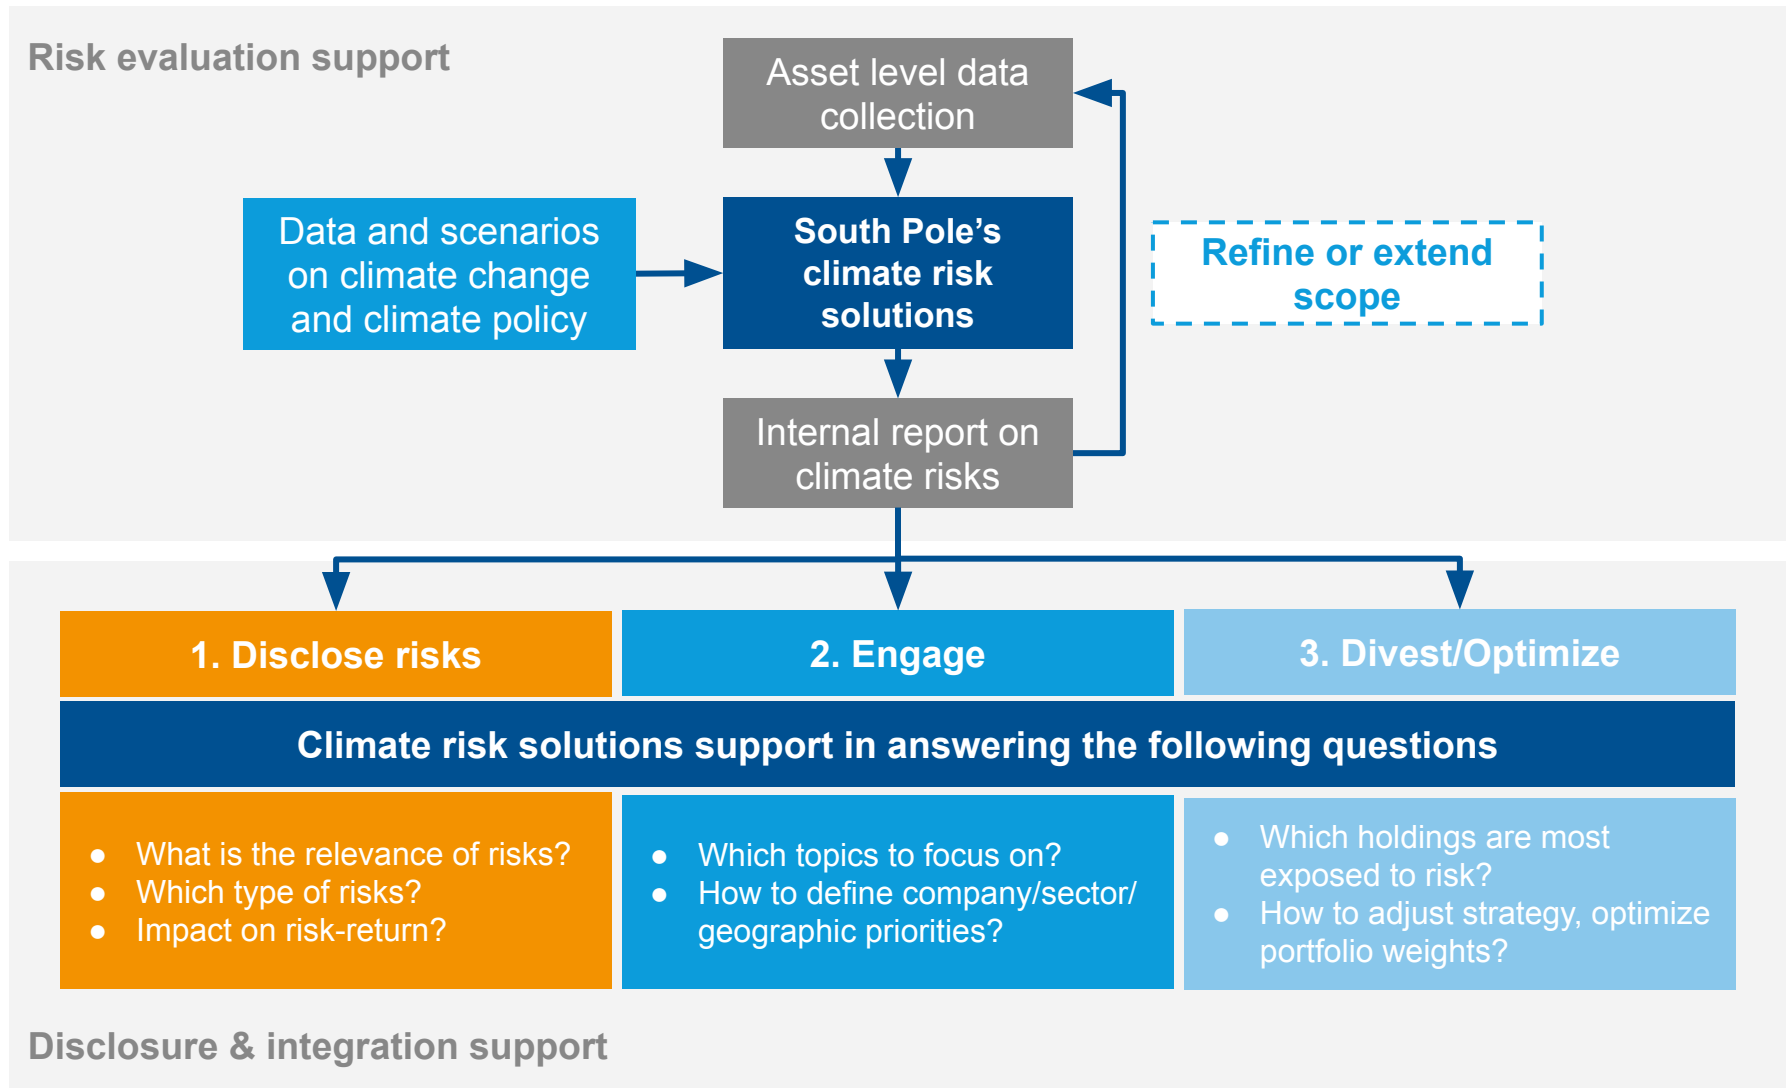 Risk evaluation support
Asset level data
collection
Data and scenarios
on climate change
and climate policy
South Pole’s
climate risk
solutions
Refine or extend
scope
Internal report on
climate risks
1. Disclose risks
2. Engage
3. Divest/Optimize
Climate risk solutions support in answering the following questions
● What is the relevance of risks?
● Which type of risks?
● Impact on risk-return?
● Which topics to focus on?
● How to define company/sector/
geographic priorities?
● Which holdings are most
exposed to risk?
● How to adjust strategy, optimize
portfolio weights?
Disclosure & integration support